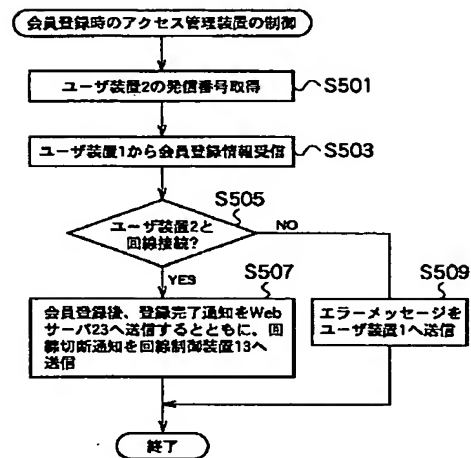 会員登録時のアクセス管理装置の制御
ユーザ装置2の発信番号取得
S501
ユーザ装置1から会員登録情報受信
S503
S505
ユーザ装置2と
回線接続?
NO
YES
S507
会員登録後、登録完了通知をWeb
サーバ23へ送信するとともに、回
線切断通知を回線制御装置13へ
送信
S509
エラーメッセージを
ユーザ装置1へ送信
終了